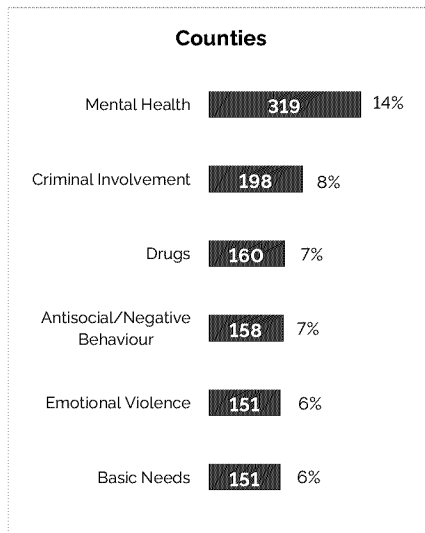 Counties
Mental Health 319 14%
Criminal Involvement 198 8%
Drugs 160 7%
Antisocial/Negative
Behaviour 158 7%
Emotional Violence 151 6%
Basic Needs 151 6%